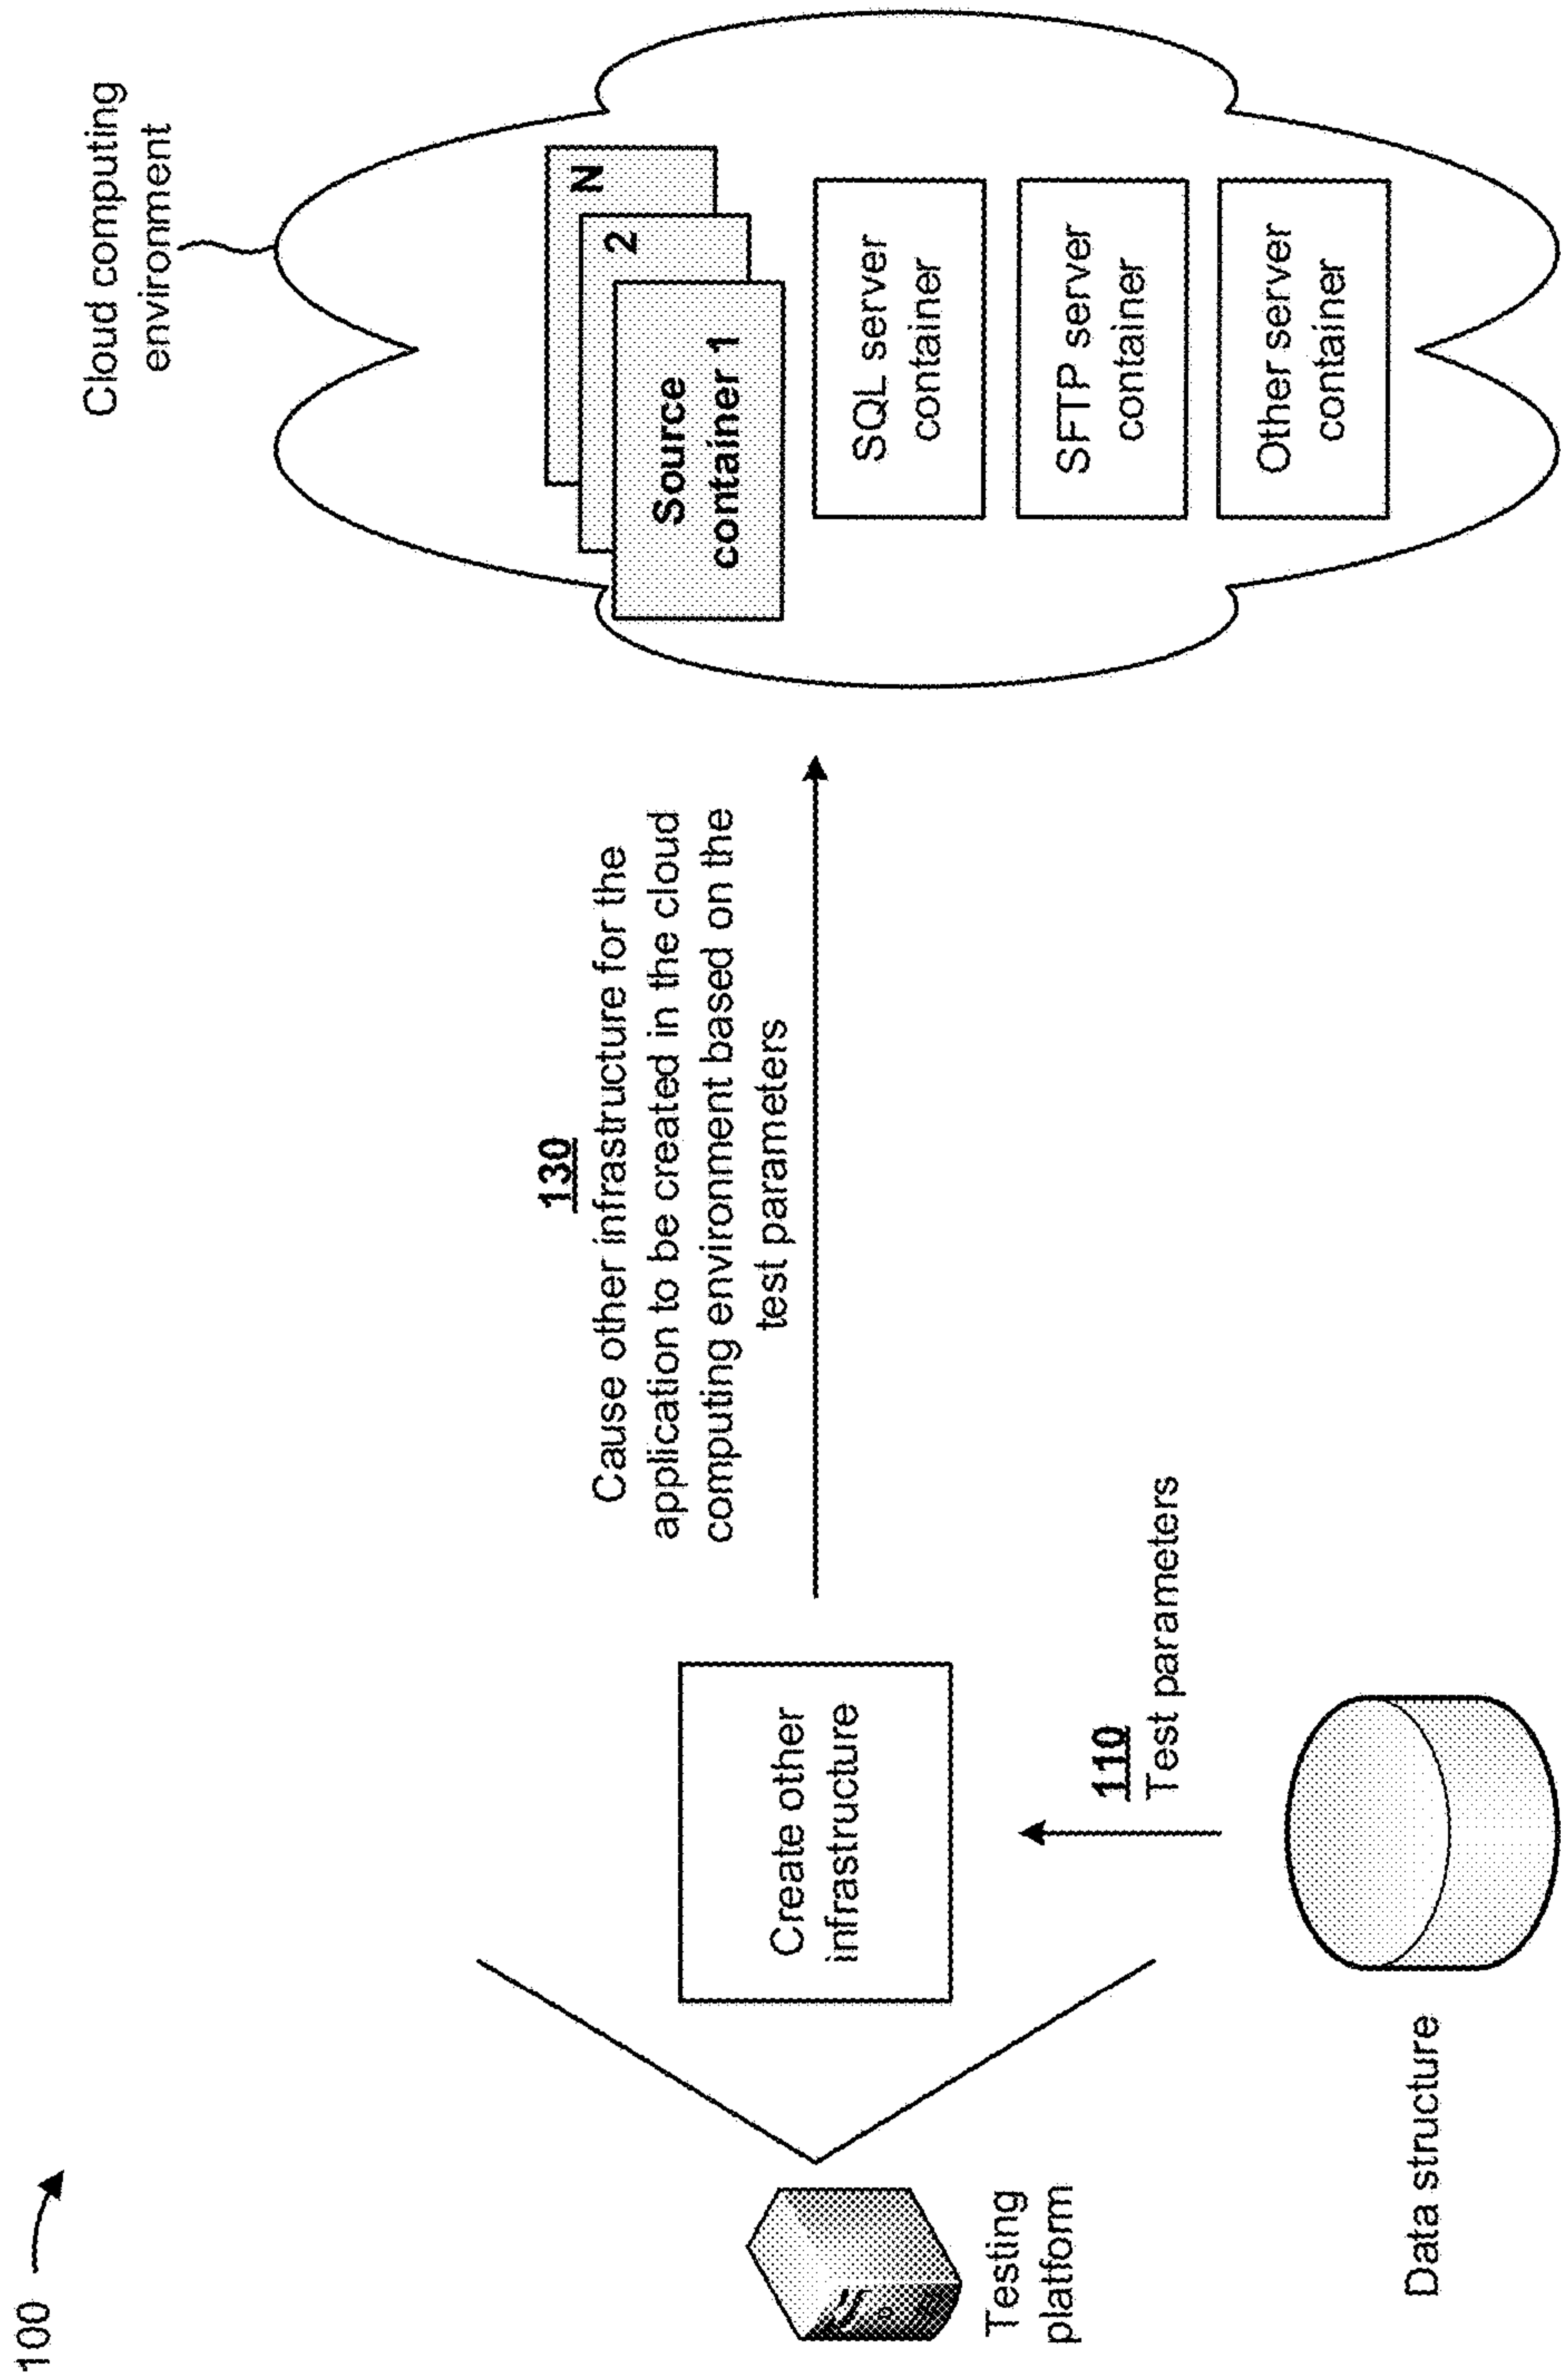 100
Cloud computing
environment
130
Cause other infrastructure for the
application to be created in the cloud
computing environment based on the
test parameters
N
2
Source
container 1
SQL server
container
SFTP server
container
Other server
container
Create other
infrastructure
110
Test parameters
Testing
platform
Data structure